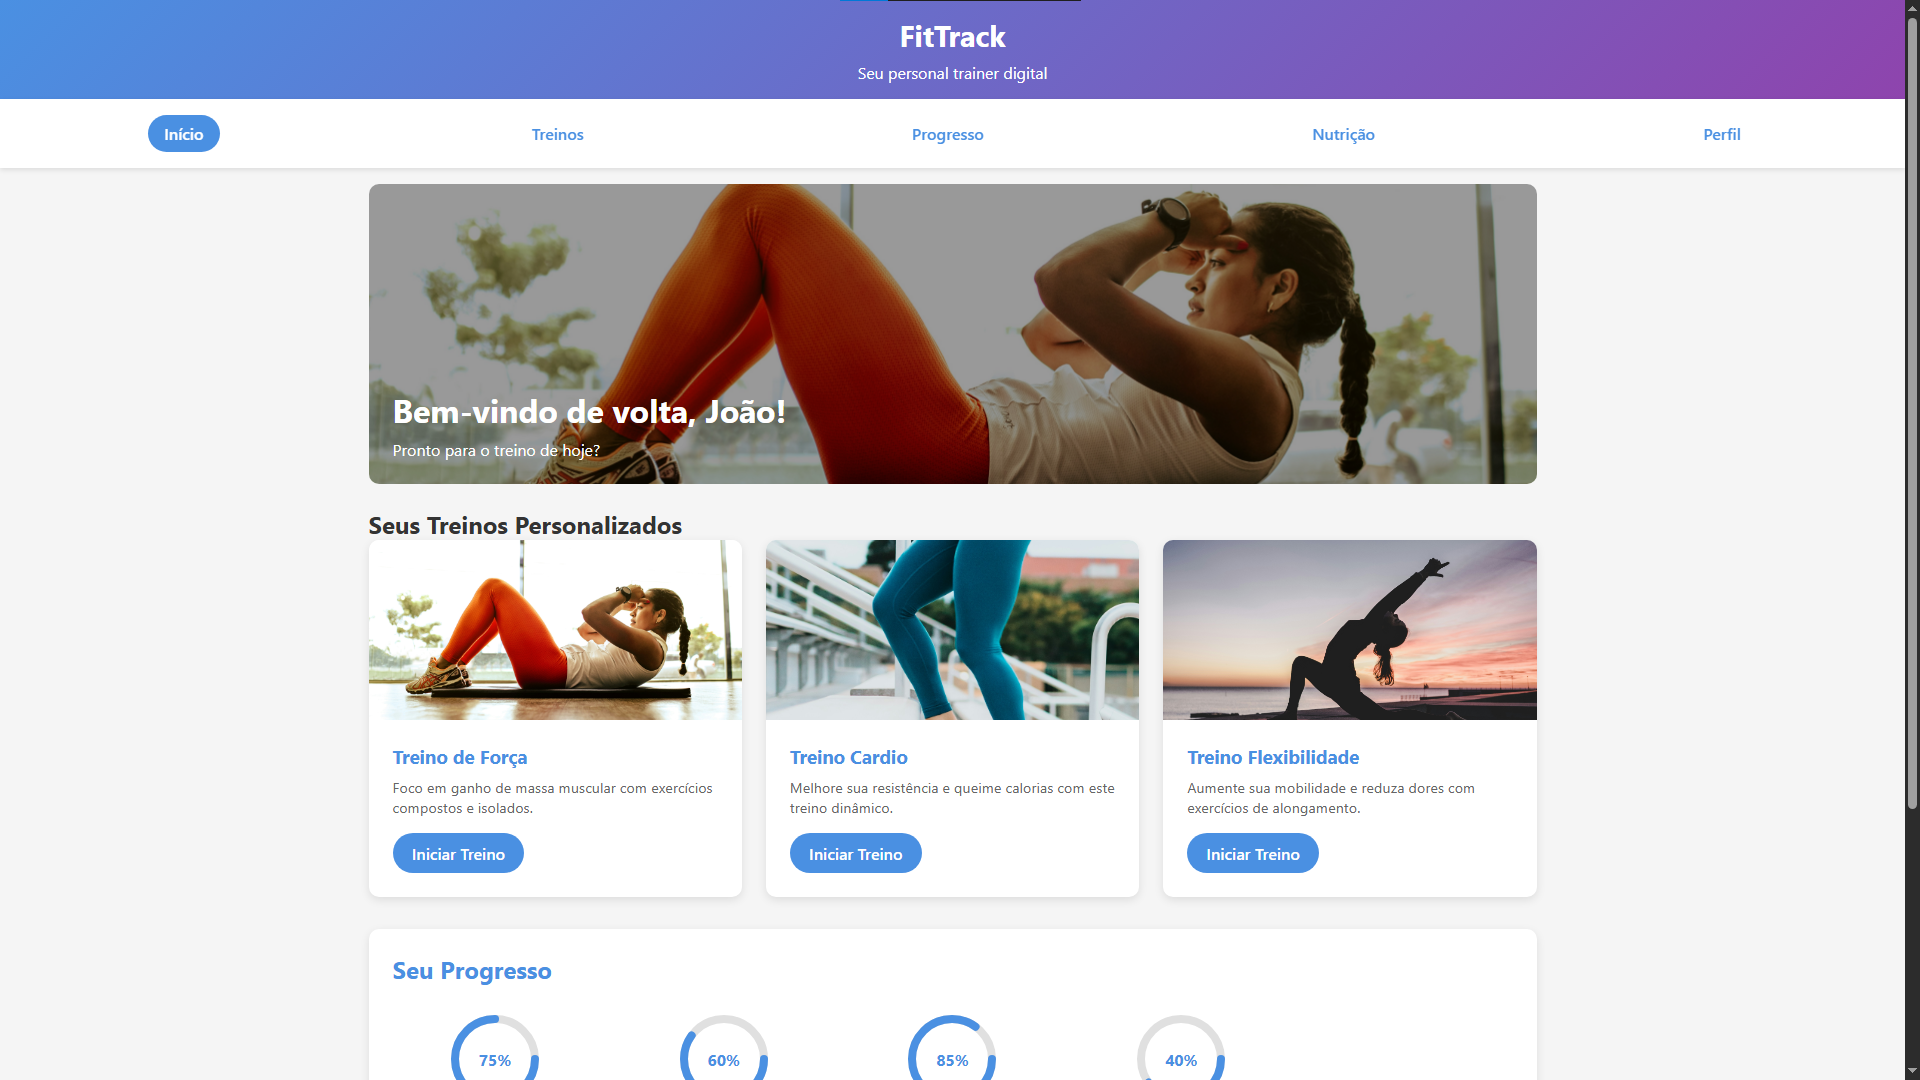 FitTrack
Seu personal trainer digital
Início
Treinos
Progresso
Nutrição
Perfil
Bem-vindo de volta, João!
Pronto para o treino de hoje?
Seus Treinos Personalizados
Treino de Força
Foco em ganho de massa muscular com exercícios
compostos e isolados.
Iniciar Treino
Treino Cardio
Melhore sua resistência e queime calorias com este
treino dinâmico.
Iniciar Treino
Treino Flexibilidade
Aumente sua mobilidade e reduza dores com
exercícios de alongamento.
Iniciar Treino
Seu Progresso
75%
60%
85%
40%